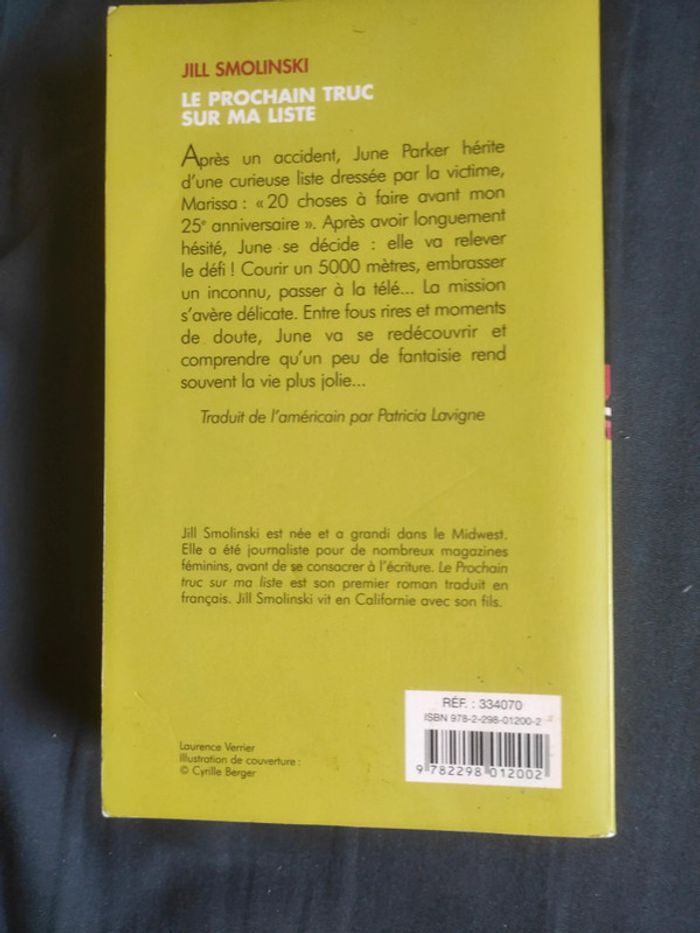 JILL SMOLINSKI
LE PROCHAIN TRUC
SUR MA LISTE
Après un accident, June Parker hérite
d'une curieuse liste dressée par la victime,
Marissa : « 20 choses à faire avant mon
25e anniversaire ». Après avoir longuement
hésité, June se décide : elle va relever
le défi ! Courir un 5000 mètres, embrasser
un inconnu, passer à la télé... La mission
s'avère délicate. Entre fous rires et moments
de doute, June va se redécouvrir et
comprendre qu'un peu de fantaisie rend
souvent la vie plus jolie...
Traduit de l'américain par Patricia Lavigne
Jill Smolinski est née et a grandi dans le Midwest.
Elle a été journaliste pour de nombreux magazines
féminins, avant de se consacrer à l'écriture. Le Prochain
truc sur ma liste est son premier roman traduit en
français. Jill Smolinski vit en Californie avec son fils.
RÉF. : 334070
ISBN 978-2-298-01200-2
9 782298 012002
Laurence Verrier
Illustration de couverture :
© Cyrille Berger